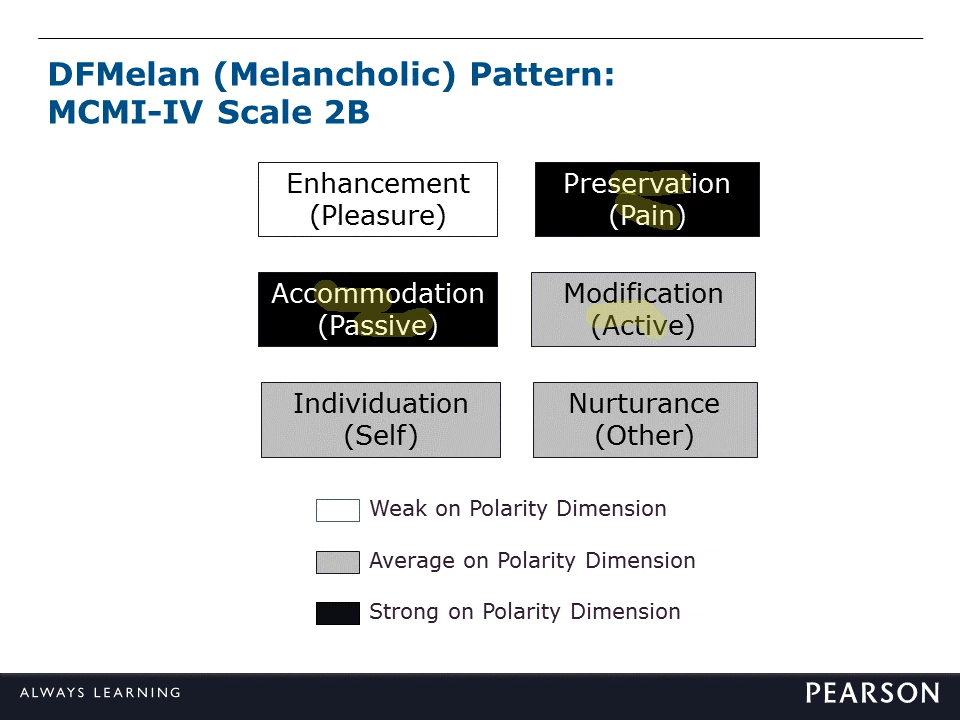 DFMelan (Melancholic) Pattern:
MCMI-IV Scale 2B
Enhancement
(Pleasure)
Preservation
(Pain)
Accommodation
(Passive)
Modification
(Active)
Individuation
(Self)
Nurturance
(Other)
Weak on Polarity Dimension
Average on Polarity Dimension
Strong on Polarity Dimension
ALWAYS LEARNING
PEARSON